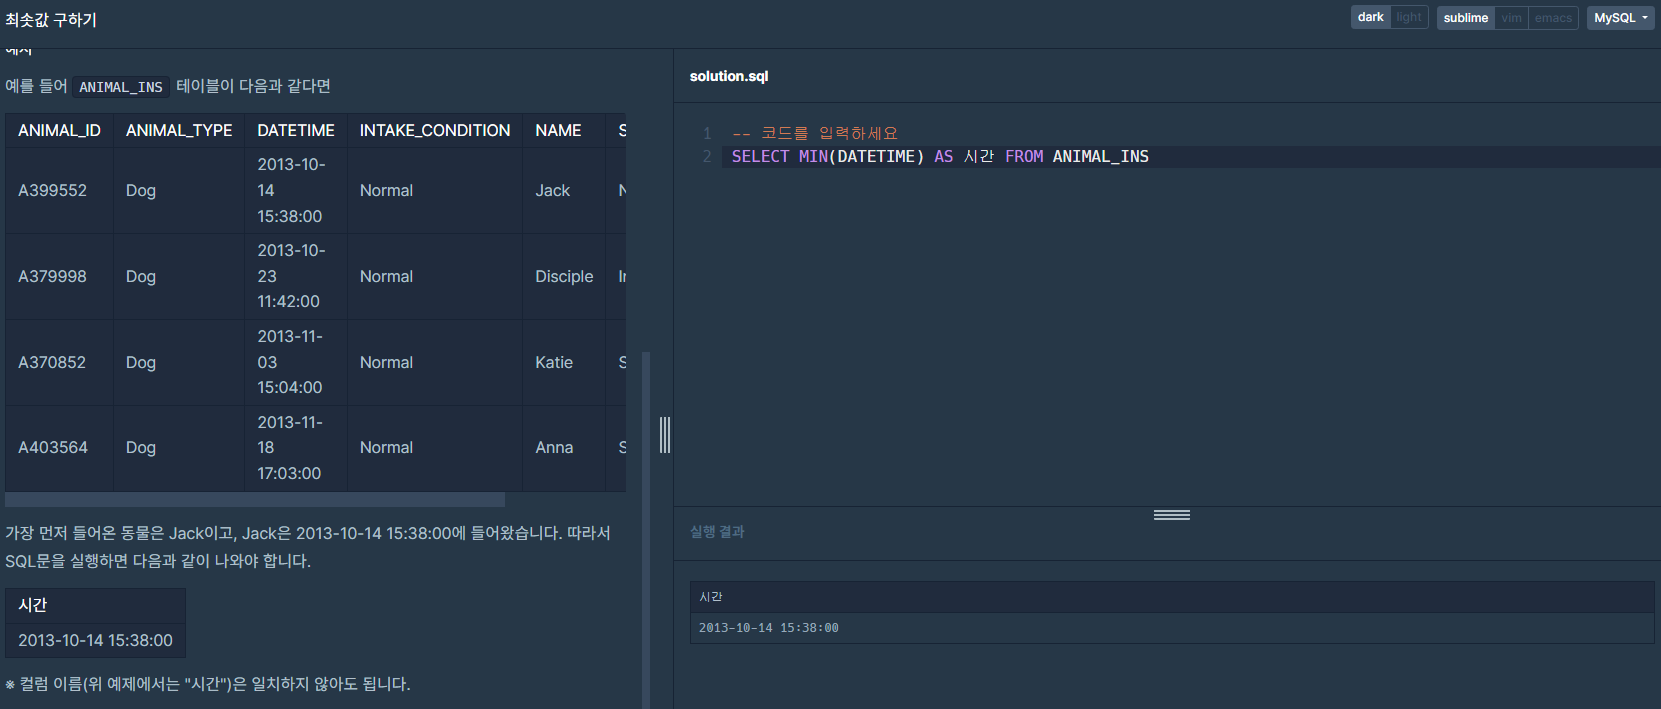 최솟값 구하기
dark light sublime vim emacs MySQL
예시
예를 들어 ANIMAL_INS 테이블이 다음과 같다면
ANIMAL_ID ANIMAL_TYPE DATETIME INTAKE_CONDITION NAME S
A399552 Dog 2013-10-14 15:38:00 Normal Jack N
A379998 Dog 2013-10-23 11:42:00 Normal Disciple I
A370852 Dog 2013-11-03 15:04:00 Normal Katie S
A403564 Dog 2013-11-18 17:03:00 Normal Anna S
가장 먼저 들어온 동물은 Jack이고, Jack은 2013-10-14 15:38:00에 들어왔습니다. 따라서
SQL문을 실행하면 다음과 같이 나와야 합니다.
시간
2013-10-14 15:38:00
※ 컬럼 이름(위 예제에서는 "시간")은 일치하지 않아도 됩니다.
solution.sql
1 -- 코드를 입력하세요
2 SELECT MIN(DATETIME) AS 시간 FROM ANIMAL_INS
실행 결과
시간
2013-10-14 15:38:00